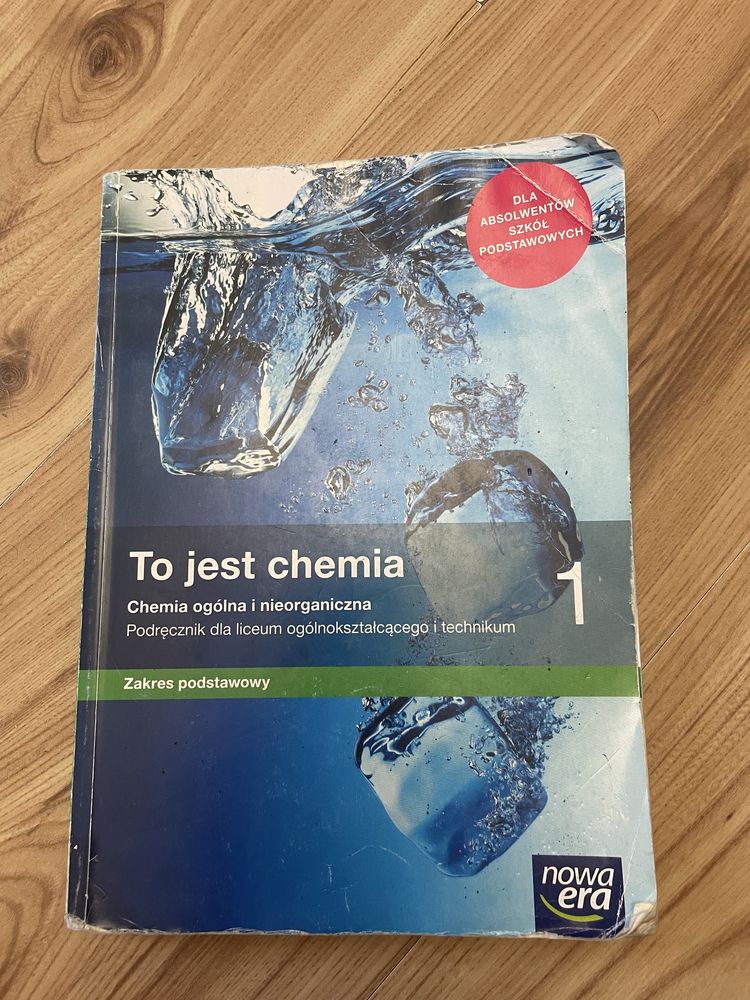 DLA
ABSOLWENTÓW
SZKÓŁ
PODSTAWOWYCH
To jest chemia
1
Chemia ogólna i nieorganiczna
Podręcznik dla liceum ogólnokształcącego i technikum
Zakres podstawowy
nowa
era